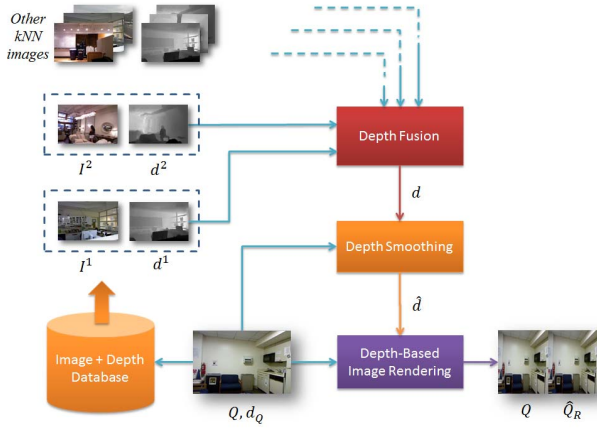 Other
kNN
images
I² d²
Depth Fusion
d
I¹ d¹
Depth Smoothing
d̂
Image + Depth
Database
Depth-Based
Image Rendering
Q, d_Q
Q Q̂_R